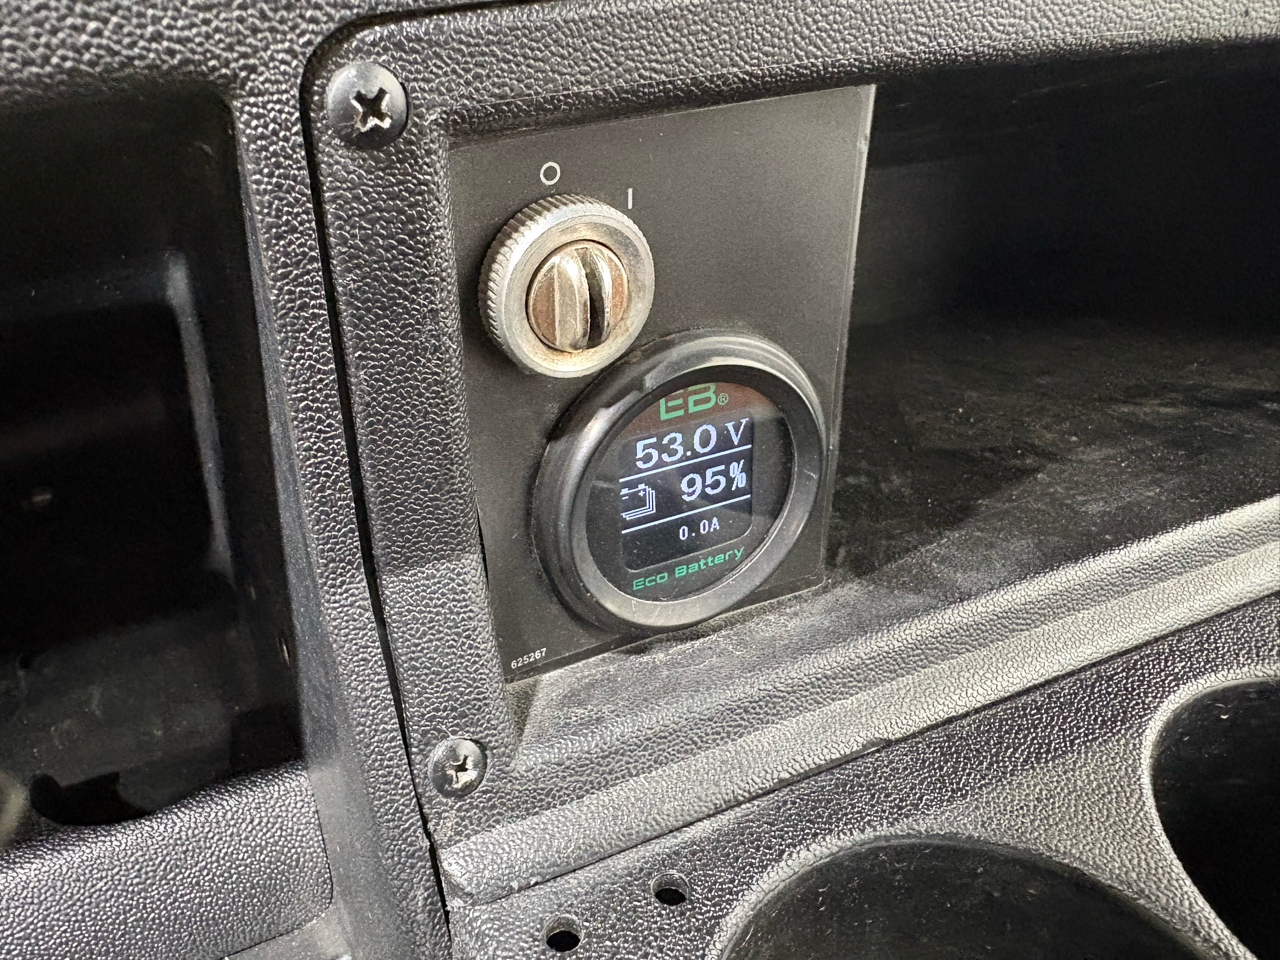 O
I
EB®
53.0 V
95%
0.0A
Eco Battery
625267